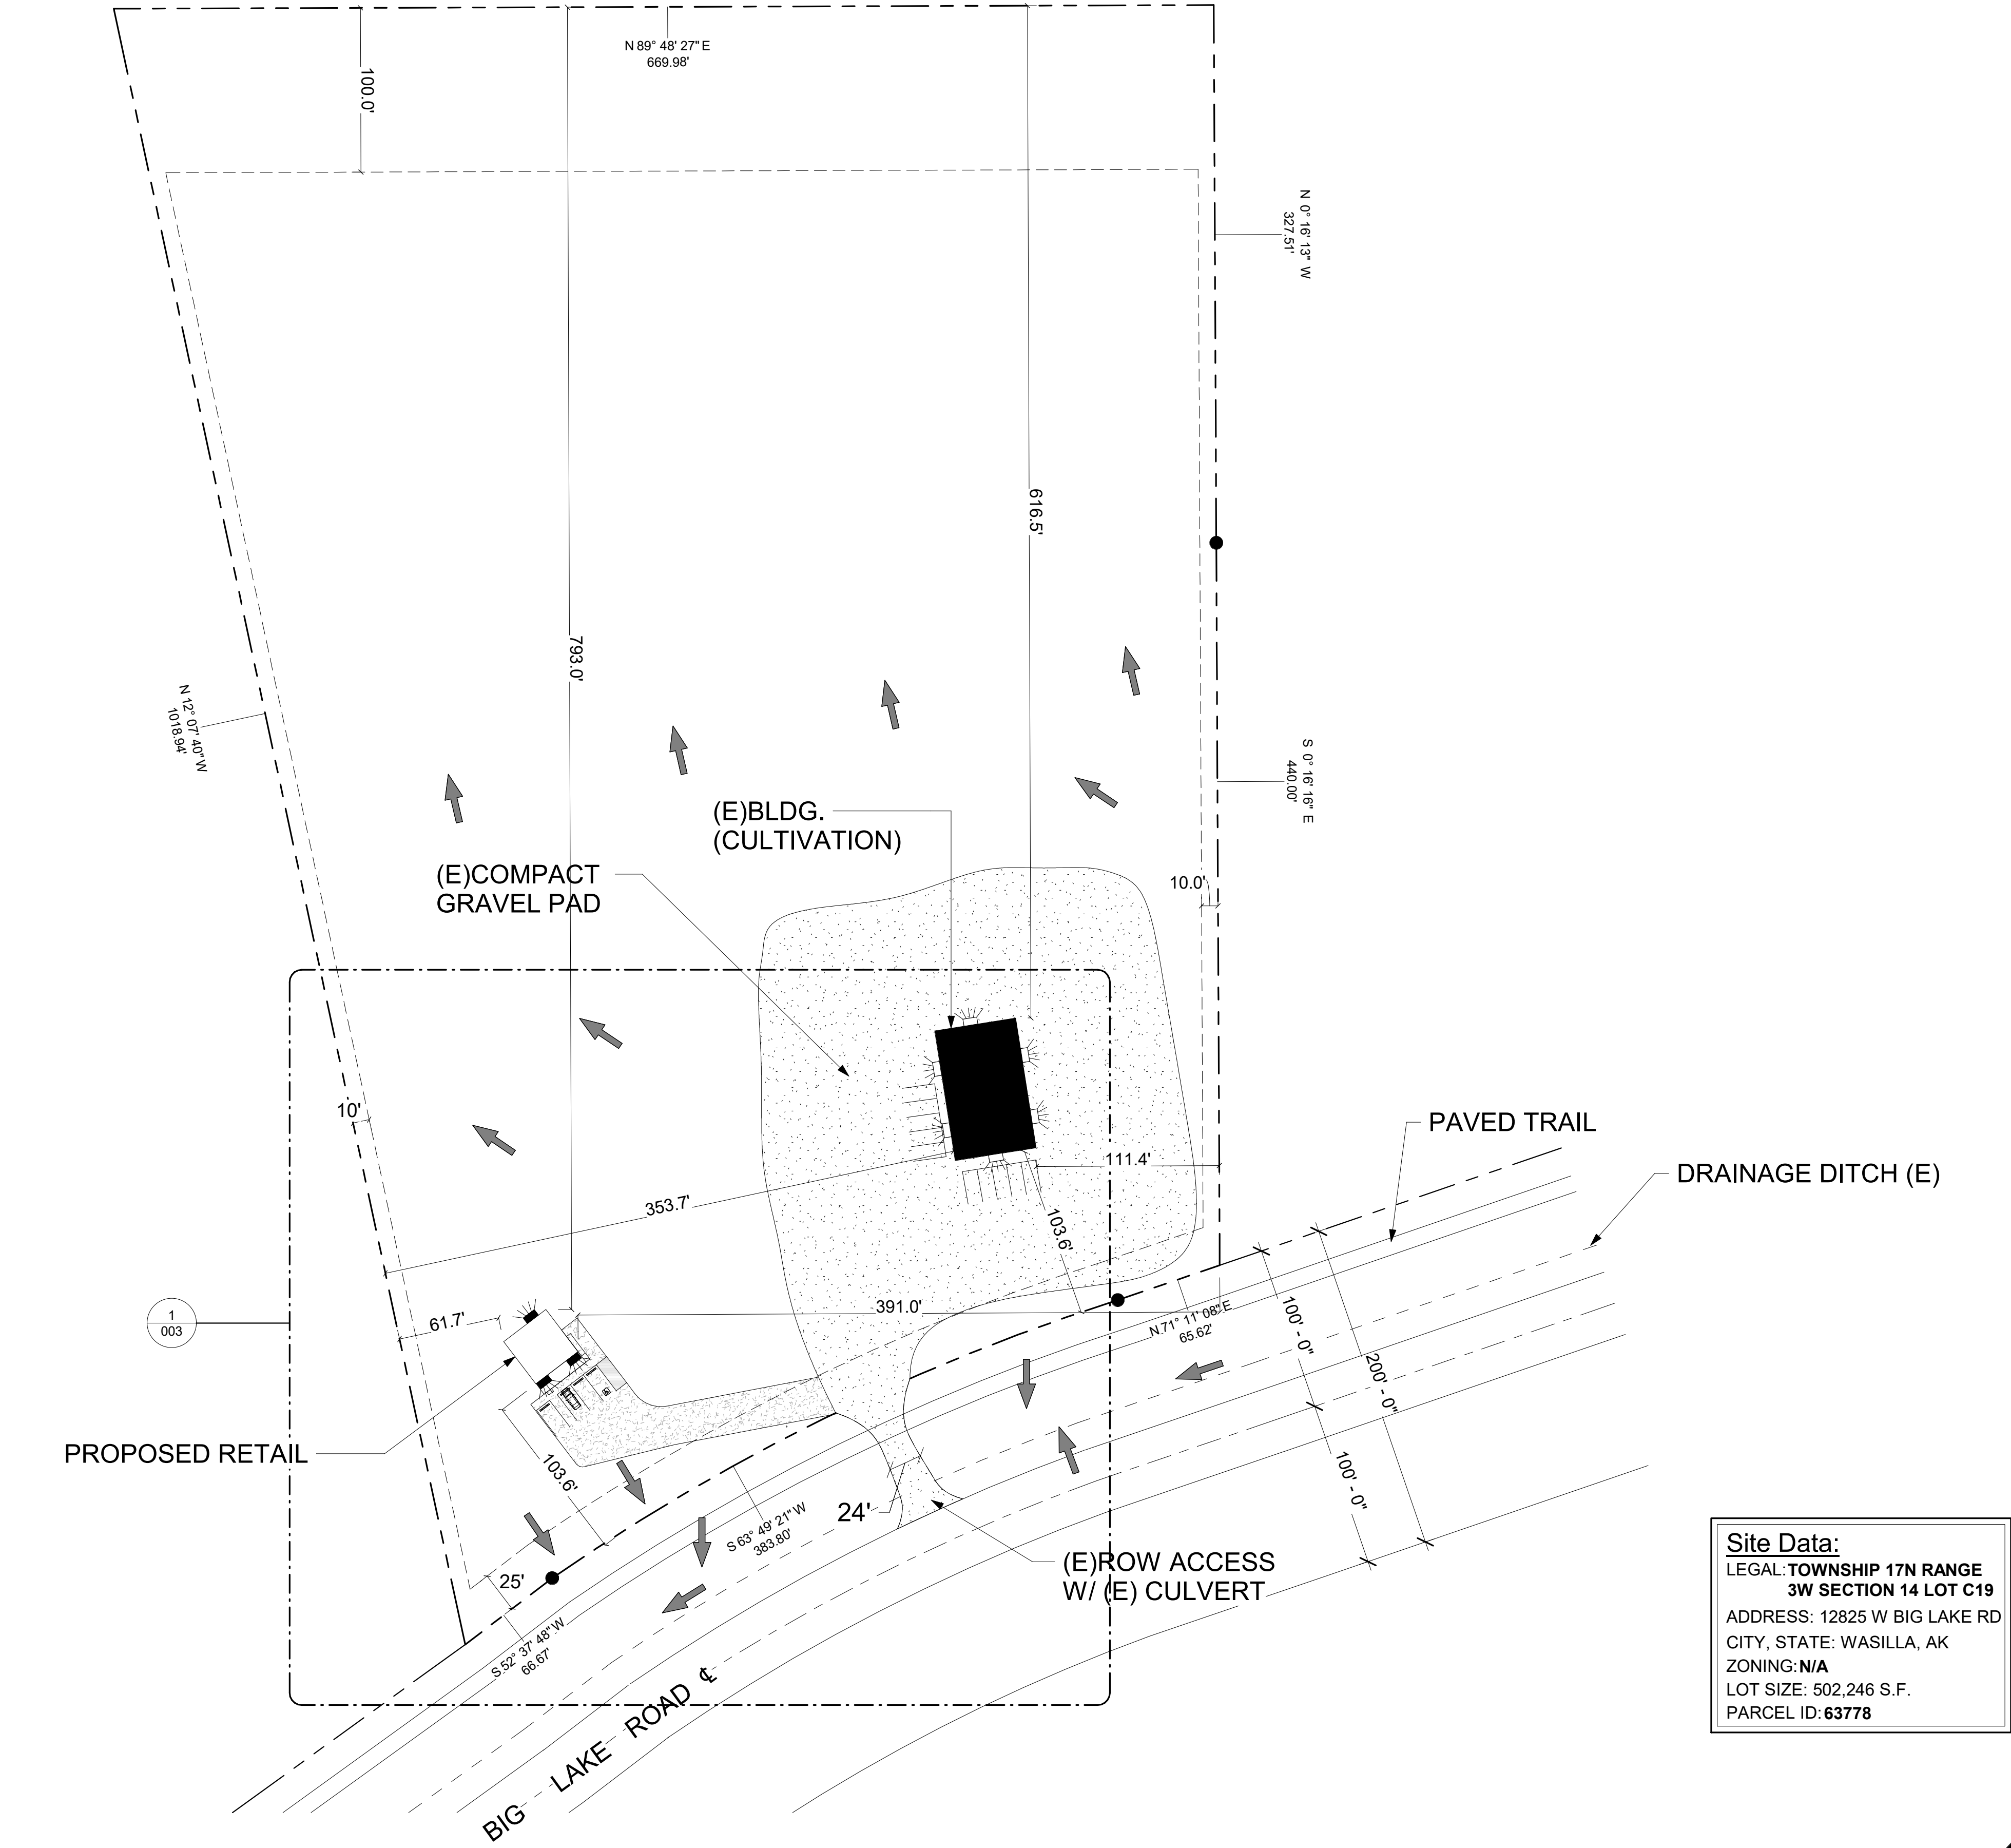 N 89° 48' 27" E
669.98'
100.0'
N 0° 16' 13" W
327.51'
616.5'
793.0'
N 12° 07' 40" W
1018.94'
S 0° 16' 16" E
440.00'
(E)BLDG.
(CULTIVATION)
(E)COMPACT
GRAVEL PAD
10.0'
10'
PAVED TRAIL
DRAINAGE DITCH (E)
111.4'
353.7'
103.6'
391.0'
61.7'
1
003
N 71° 11' 08" E
65.62'
100' - 0"
200' - 0"
100' - 0"
PROPOSED RETAIL
103.6'
24'
S 63° 49' 21" W
383.80'
(E)ROW ACCESS
W/ (E) CULVERT
25'
S 52° 37' 48" W
66.67'
BIG LAKE ROAD ℄
Site Data:
LEGAL: TOWNSHIP 17N RANGE
3W SECTION 14 LOT C19
ADDRESS: 12825 W BIG LAKE RD
CITY, STATE: WASILLA, AK
ZONING: N/A
LOT SIZE: 502,246 S.F.
PARCEL ID: 63778